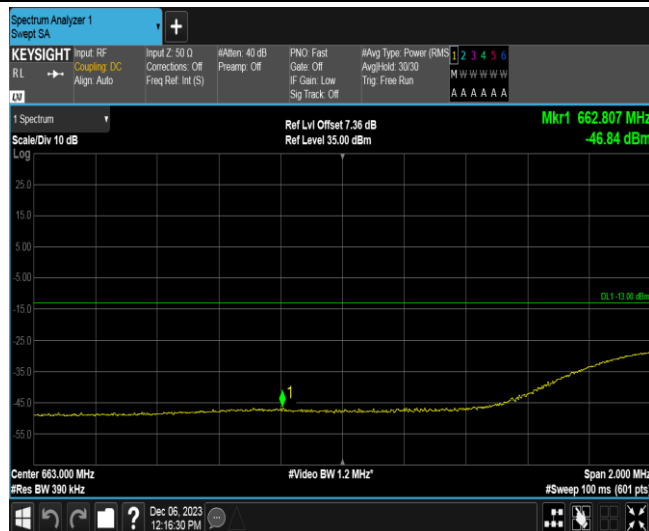 Spectrum Analyzer 1
Swept SA
+
KEYSIGHT
RL
LXI
Input: RF
Coupling: DC
Align: Auto
Input Z: 50 Ω
Corrections: Off
Freq Ref: Int (S)
#Atten: 40 dB
Preamp: Off
PNO: Fast
Gate: Off
IF Gain: Low
Sig Track: Off
#Avg Type: Power (RMS
Avg|Hold: 30/30
Trig: Free Run
1 2 3 4 5 6
M W W W W W
A A A A A A
1 Spectrum
Scale/Div 10 dB
Log
Ref Lvl Offset 7.36 dB
Ref Level 35.00 dBm
Mkr1 662.807 MHz
-46.84 dBm
25.0
15.0
5.00
-5.00
DL1 -13.00 dBm
-15.0
-25.0
-35.0
1
-45.0
-55.0
Center 663.000 MHz
#Res BW 390 kHz
#Video BW 1.2 MHz*
Span 2.000 MHz
#Sweep 100 ms (601 pts)
?
Dec 06, 2023
12:16:30 PM